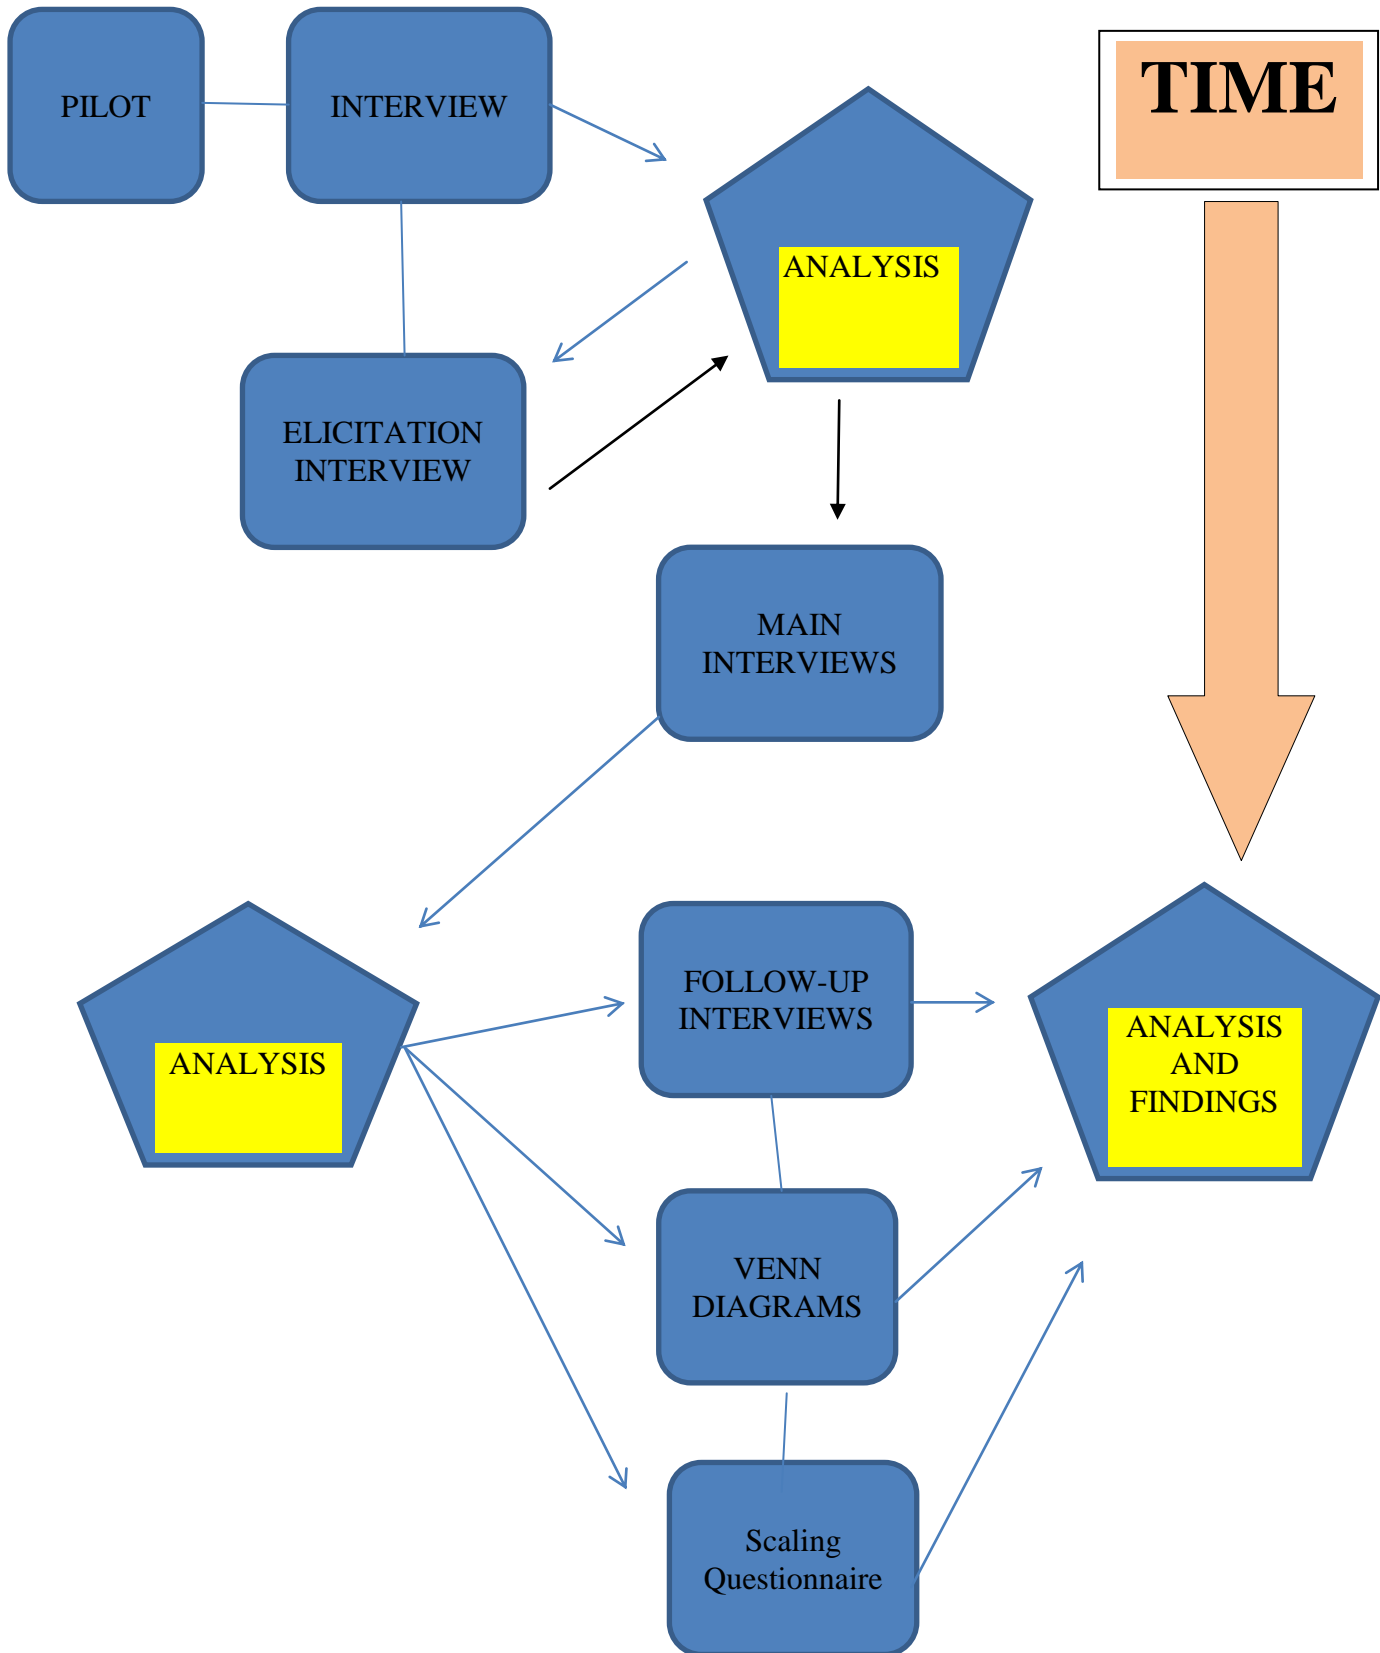 PILOT
INTERVIEW
TIME
ANALYSIS
ELICITATION
INTERVIEW
MAIN
INTERVIEWS
ANALYSIS
FOLLOW-UP
INTERVIEWS
ANALYSIS
AND
FINDINGS
VENN
DIAGRAMS
Scaling
Questionnaire